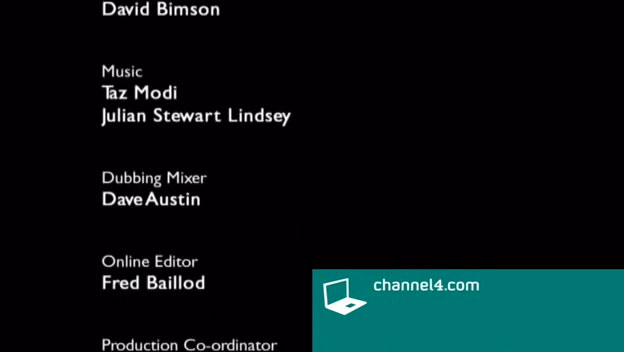 David Bimson
Music
Taz Modi
Julian Stewart Lindsey
Dubbing Mixer
Dave Austin
Online Editor
Fred Baillod
channel4.com
Production Co-ordinator